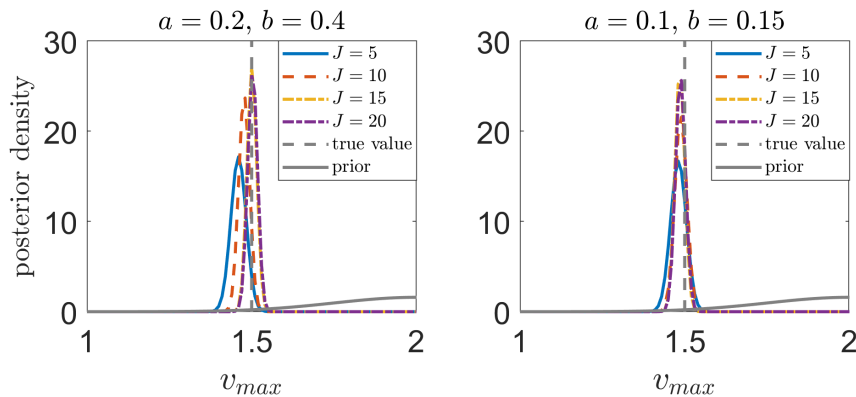 a = 0.2, b = 0.4
posterior density
30
20
10
0
1
1.5
2
v_max
J = 5
J = 10
J = 15
J = 20
true value
prior
a = 0.1, b = 0.15
30
20
10
0
1
1.5
2
v_max
J = 5
J = 10
J = 15
J = 20
true value
prior